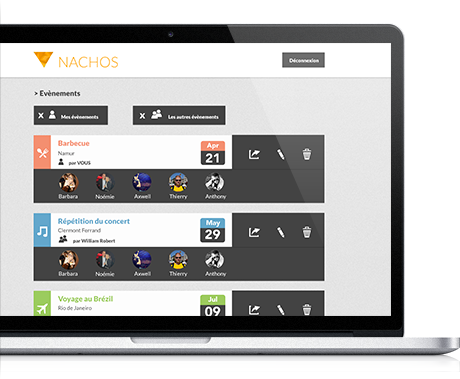 NACHOS
Déconnexion
> Evènements
X Mes évènements
X Les autres évènements
Barbecue
Namur
par VOUS
Apr
21
Barbara Noémie Axwell Thierry Anthony
Répétition du concert
Clermont Ferrand
par William Robert
May
29
Barbara Noémie Axwell Thierry Anthony
Voyage au Brézil
Rio de Janeiro
Jul
09